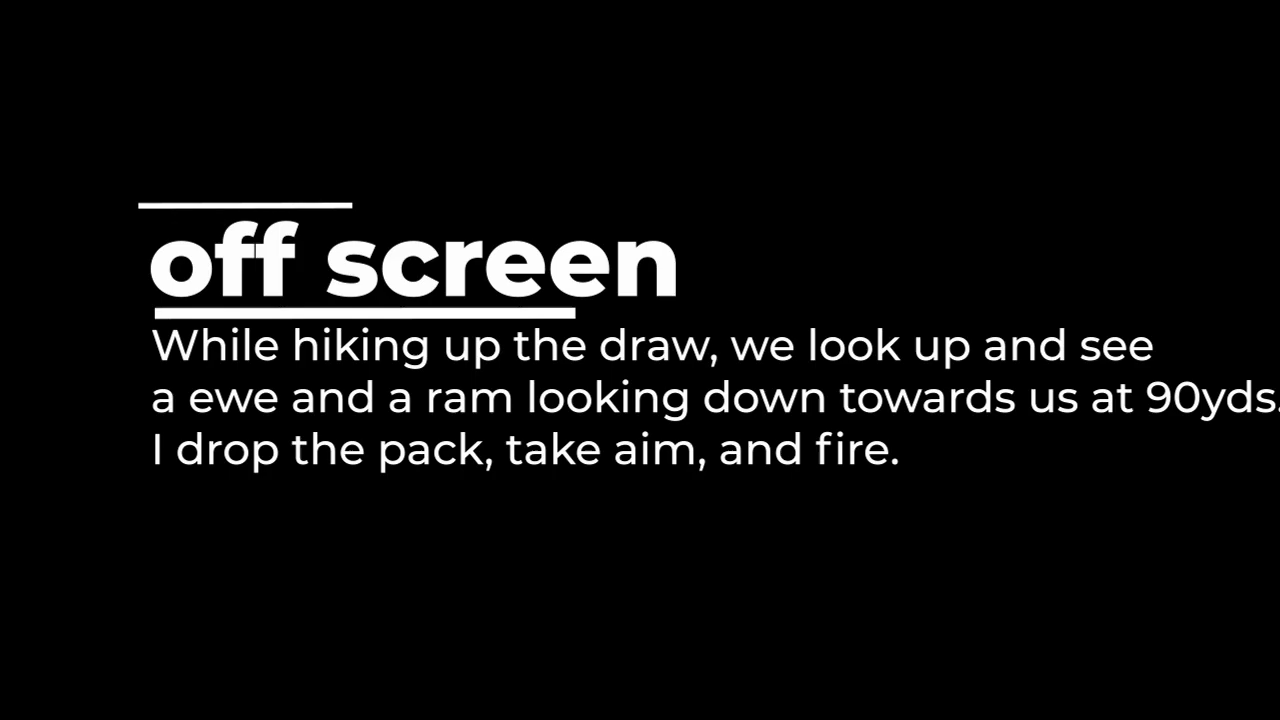 off screen
While hiking up the draw, we look up and see
a ewe and a ram looking down towards us at 90yds.
I drop the pack, take aim, and fire.